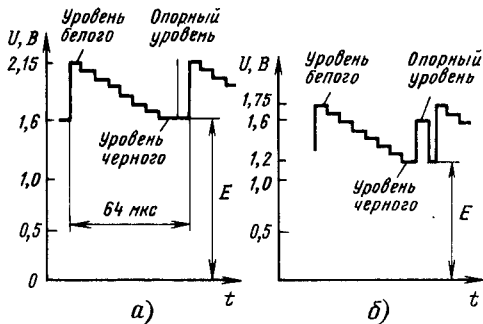 U, В
Уровень белого
Опорный уровень
2,15
1,6
1,0
0,5
0
Уровень черного
64 мкс
E
t
а)
U, В
Уровень белого
Опорный уровень
1,75
1,6
1,2
1,0
0,5
Уровень черного
E
t
б)